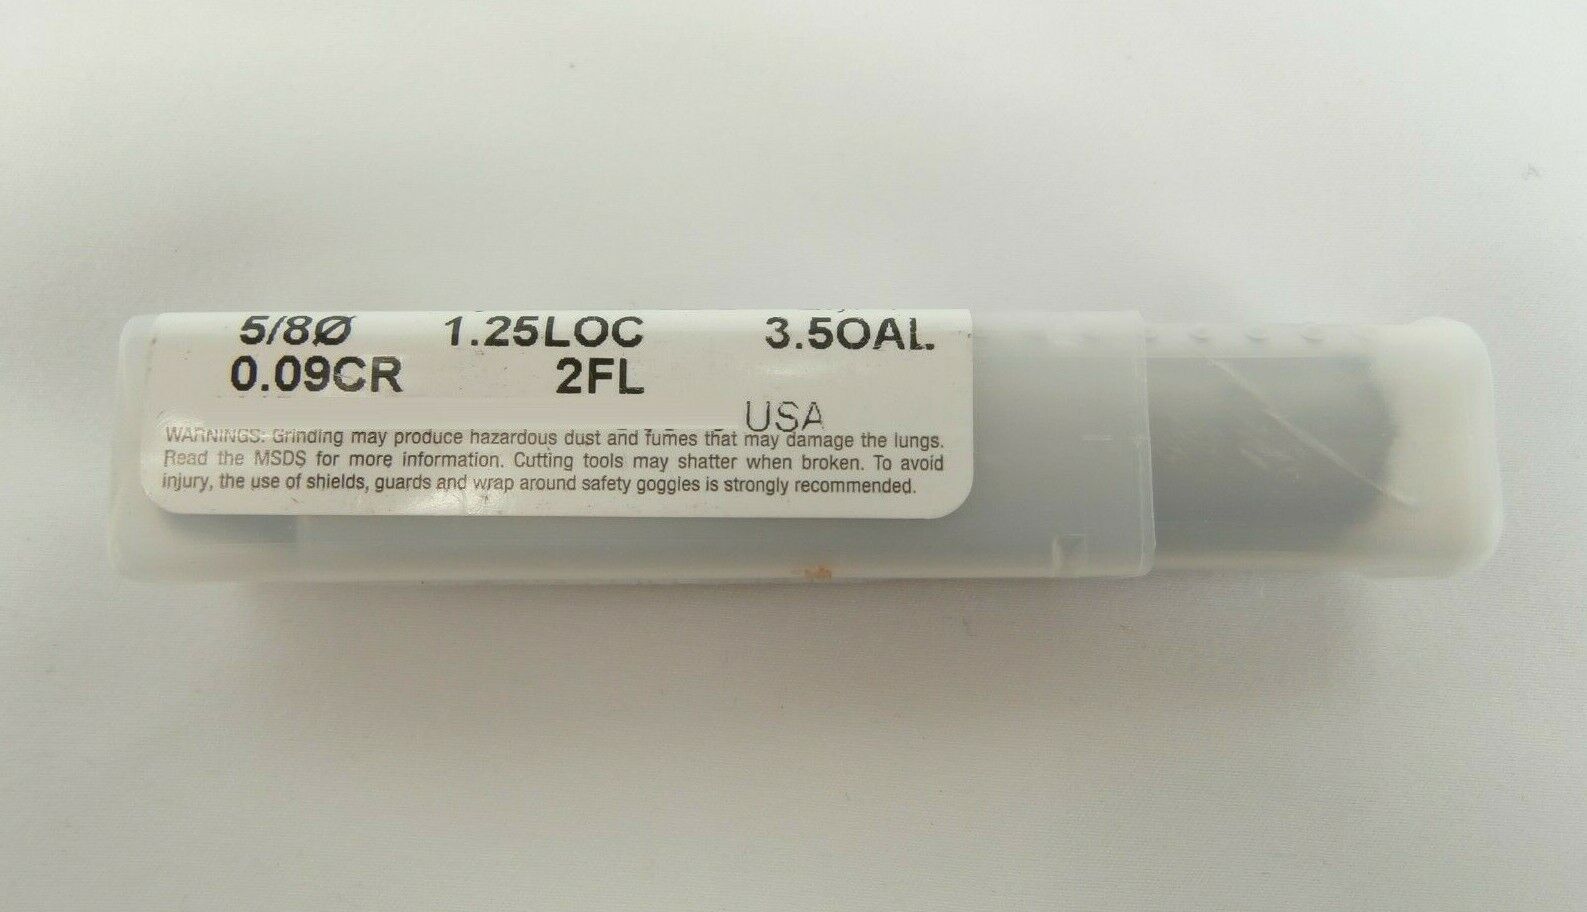 5/8Ø 1.25LOC 3.5OAL
0.09CR 2FL
USA
WARNINGS: Grinding may produce hazardous dust and fumes that may damage the lungs.
Read the MSDS for more information. Cutting tools may shatter when broken. To avoid
injury, the use of shields, guards and wrap around safety goggles is strongly recommended.